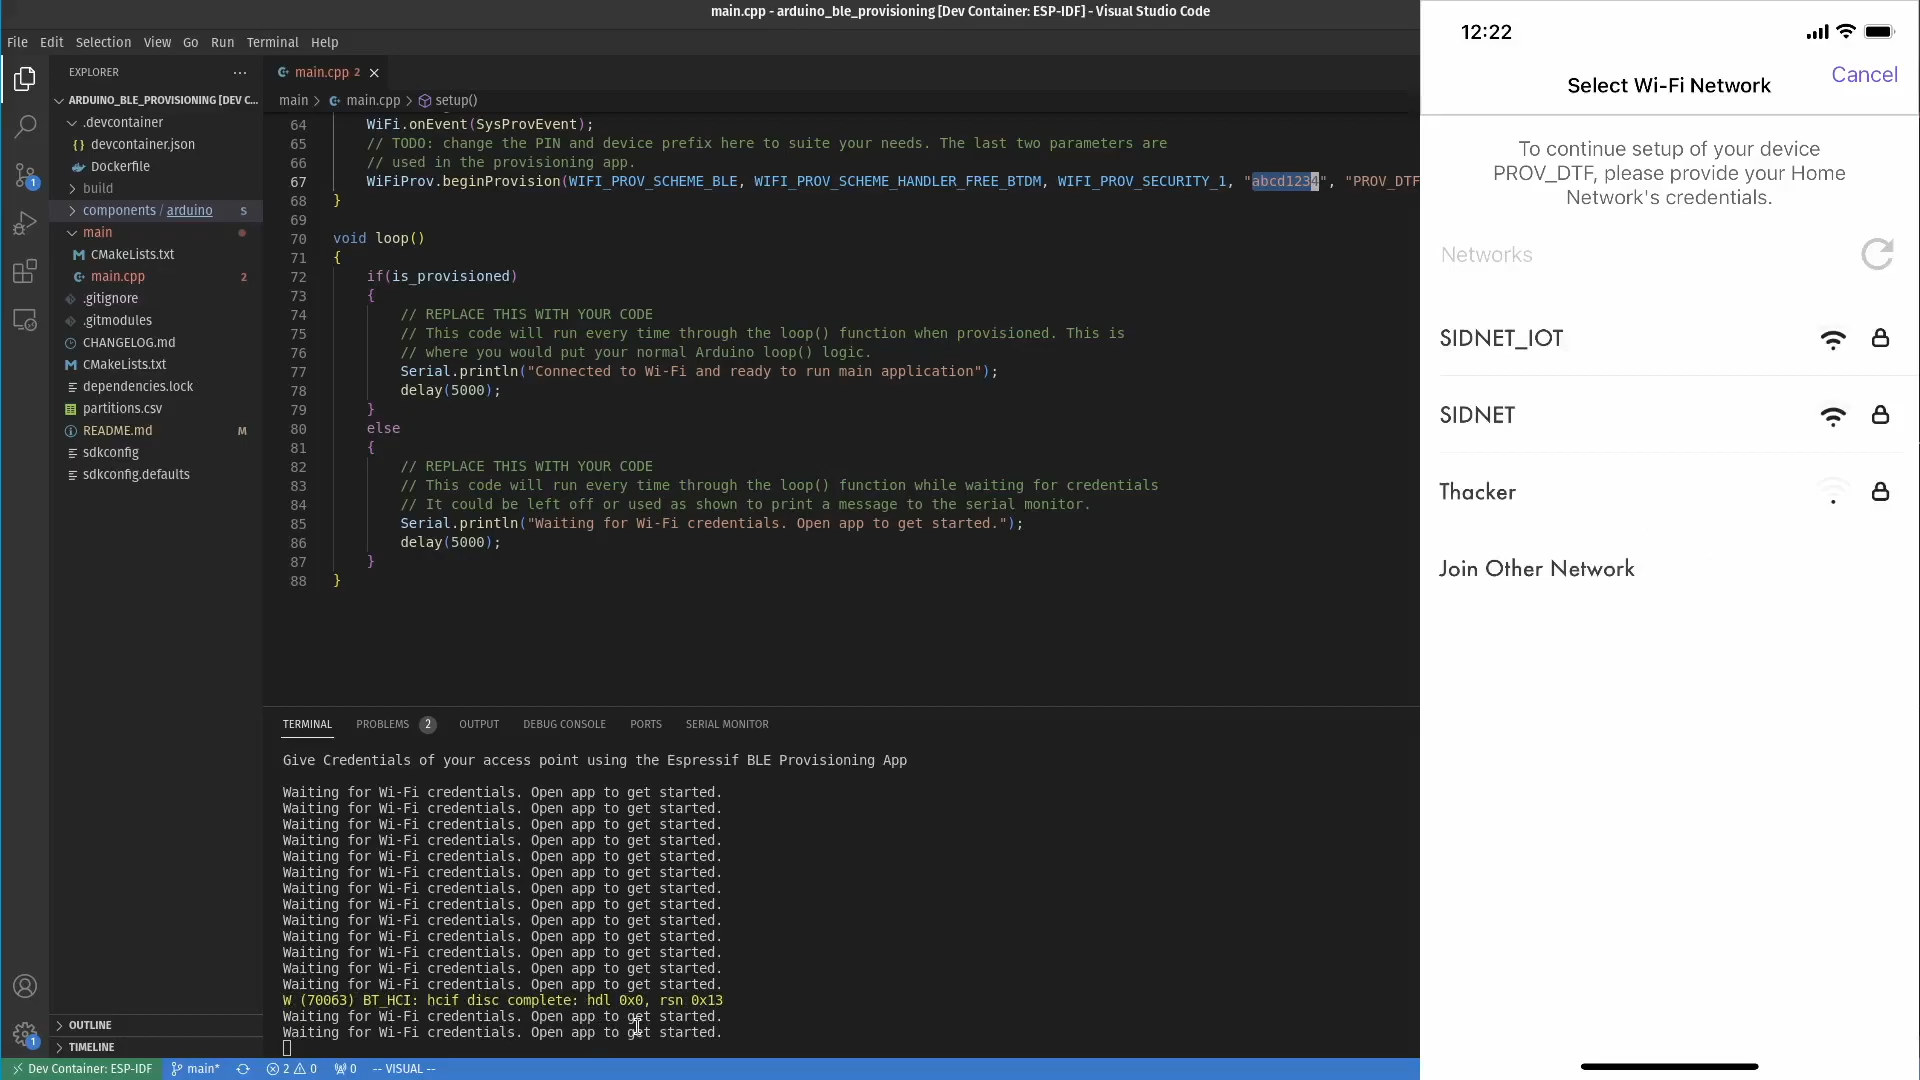 main.cpp - arduino_ble_provisioning [Dev Container: ESP-IDF] - Visual Studio Code
File Edit Selection View Go Run Terminal Help
EXPLORER
ARDUINO_BLE_PROVISIONING [DEV C...
.devcontainer
{} devcontainer.json
Dockerfile
build
components / arduino S
main
M CMakeLists.txt
main.cpp 2
.gitignore
.gitmodules
CHANGELOG.md
M CMakeLists.txt
dependencies.lock
partitions.csv
README.md M
sdkconfig
sdkconfig.defaults
OUTLINE
TIMELINE
1
1
main.cpp 2
main > main.cpp > setup()
64 WiFi.onEvent(SysProvEvent);
65 // TODO: change the PIN and device prefix here to suite your needs. The last two parameters are
66 // used in the provisioning app.
67 WiFiProv.beginProvision(WIFI_PROV_SCHEME_BLE, WIFI_PROV_SCHEME_HANDLER_FREE_BTDM, WIFI_PROV_SECURITY_1, "abcd1234", "PROV_DTF
68 }
69
70 void loop()
71 {
72 if(is_provisioned)
73 {
74 // REPLACE THIS WITH YOUR CODE
75 // This code will run every time through the loop() function when provisioned. This is
76 // where you would put your normal Arduino loop() logic.
77 Serial.println("Connected to Wi-Fi and ready to run main application");
78 delay(5000);
79 }
80 else
81 {
82 // REPLACE THIS WITH YOUR CODE
83 // This code will run every time through the loop() function while waiting for credentials
84 // It could be left off or used as shown to print a message to the serial monitor.
85 Serial.println("Waiting for Wi-Fi credentials. Open app to get started.");
86 delay(5000);
87 }
88 }
TERMINAL PROBLEMS 2 OUTPUT DEBUG CONSOLE PORTS SERIAL MONITOR
Give Credentials of your access point using the Espressif BLE Provisioning App
Waiting for Wi-Fi credentials. Open app to get started.
Waiting for Wi-Fi credentials. Open app to get started.
Waiting for Wi-Fi credentials. Open app to get started.
Waiting for Wi-Fi credentials. Open app to get started.
Waiting for Wi-Fi credentials. Open app to get started.
Waiting for Wi-Fi credentials. Open app to get started.
Waiting for Wi-Fi credentials. Open app to get started.
Waiting for Wi-Fi credentials. Open app to get started.
Waiting for Wi-Fi credentials. Open app to get started.
Waiting for Wi-Fi credentials. Open app to get started.
Waiting for Wi-Fi credentials. Open app to get started.
Waiting for Wi-Fi credentials. Open app to get started.
Waiting for Wi-Fi credentials. Open app to get started.
W (70063) BT_HCI: hcif disc complete: hdl 0x0, rsn 0x13
Waiting for Wi-Fi credentials. Open app to get started.
Waiting for Wi-Fi credentials. Open app to get started.
Dev Container: ESP-IDF main* 2 0 0 -- VISUAL --
12:22
Select Wi-Fi Network
Cancel
To continue setup of your device
PROV_DTF, please provide your Home
Network's credentials.
Networks
SIDNET_IOT
SIDNET
Thacker
Join Other Network